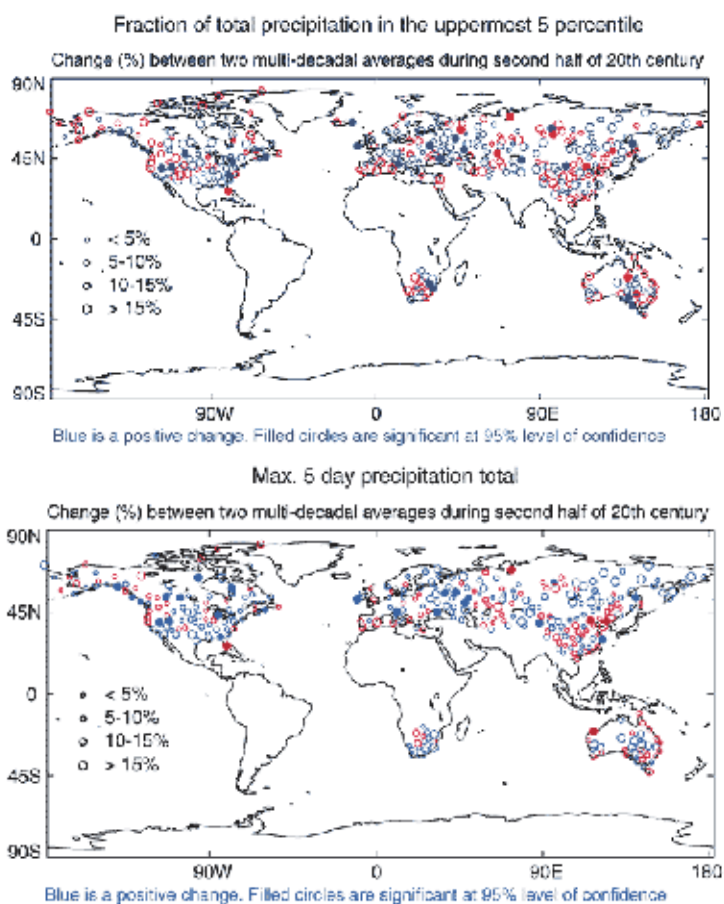 Fraction of total precipitation in the uppermost 5 percentile
Change (%) between two multi-decadal averages during second half of 20th century
90N
45N
0
45S
90S
< 5%
5-10%
10-15%
> 15%
90W
0
90E
180
Blue is a positive change. Filled circles are significant at 95% level of confidence
Max. 5 day precipitation total
Change (%) between two multi-decadal averages during second half of 20th century
90N
45N
0
45S
90S
< 5%
5-10%
10-15%
> 15%
90W
0
90E
180
Blue is a positive change. Filled circles are significant at 95% level of confidence